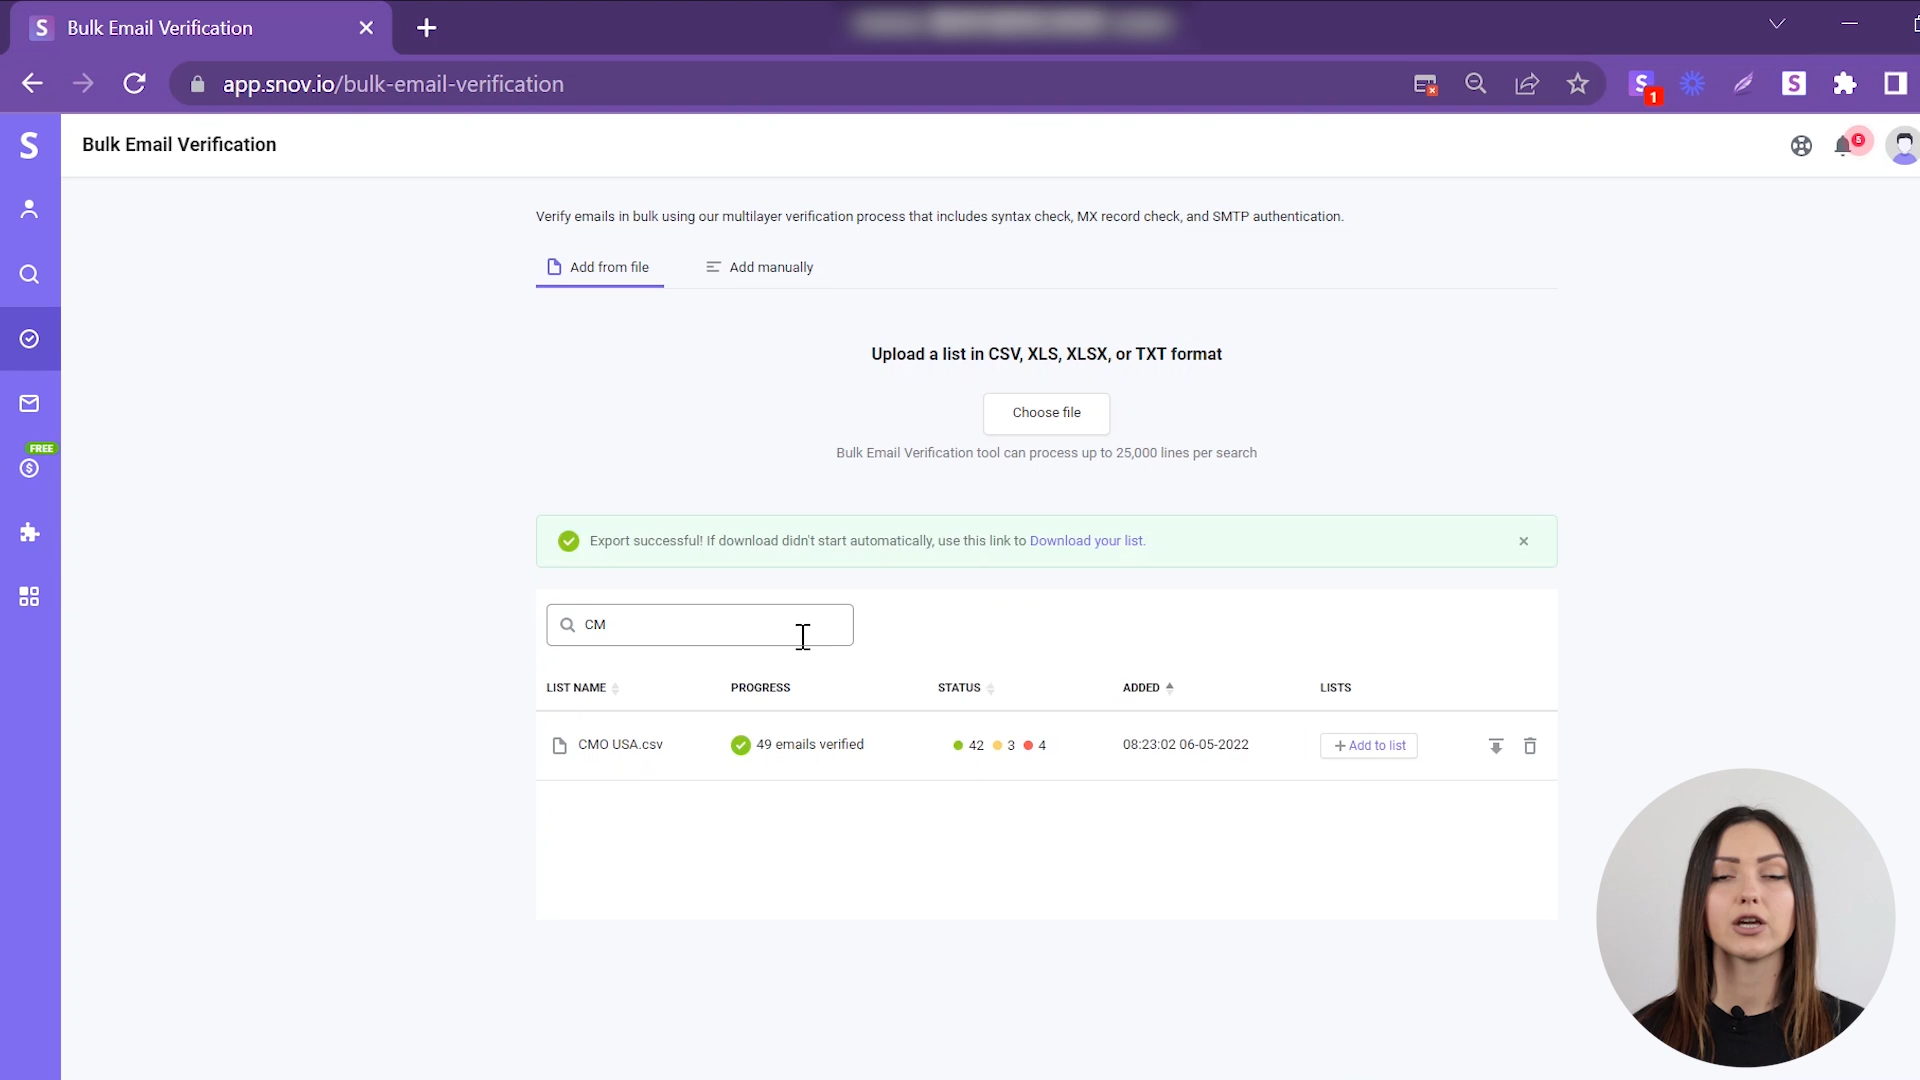 S Bulk Email Verification
app.snov.io/bulk-email-verification
S 1 S
S Bulk Email Verification 5
Verify emails in bulk using our multilayer verification process that includes syntax check, MX record check, and SMTP authentication.
Add from file Add manually
Upload a list in CSV, XLS, XLSX, or TXT format
Choose file
Bulk Email Verification tool can process up to 25,000 lines per search
FREE
Export successful! If download didn't start automatically, use this link to Download your list.
CM
LIST NAME PROGRESS STATUS ADDED LISTS
CMO USA.csv 49 emails verified 42 3 4 08:23:02 06-05-2022 + Add to list